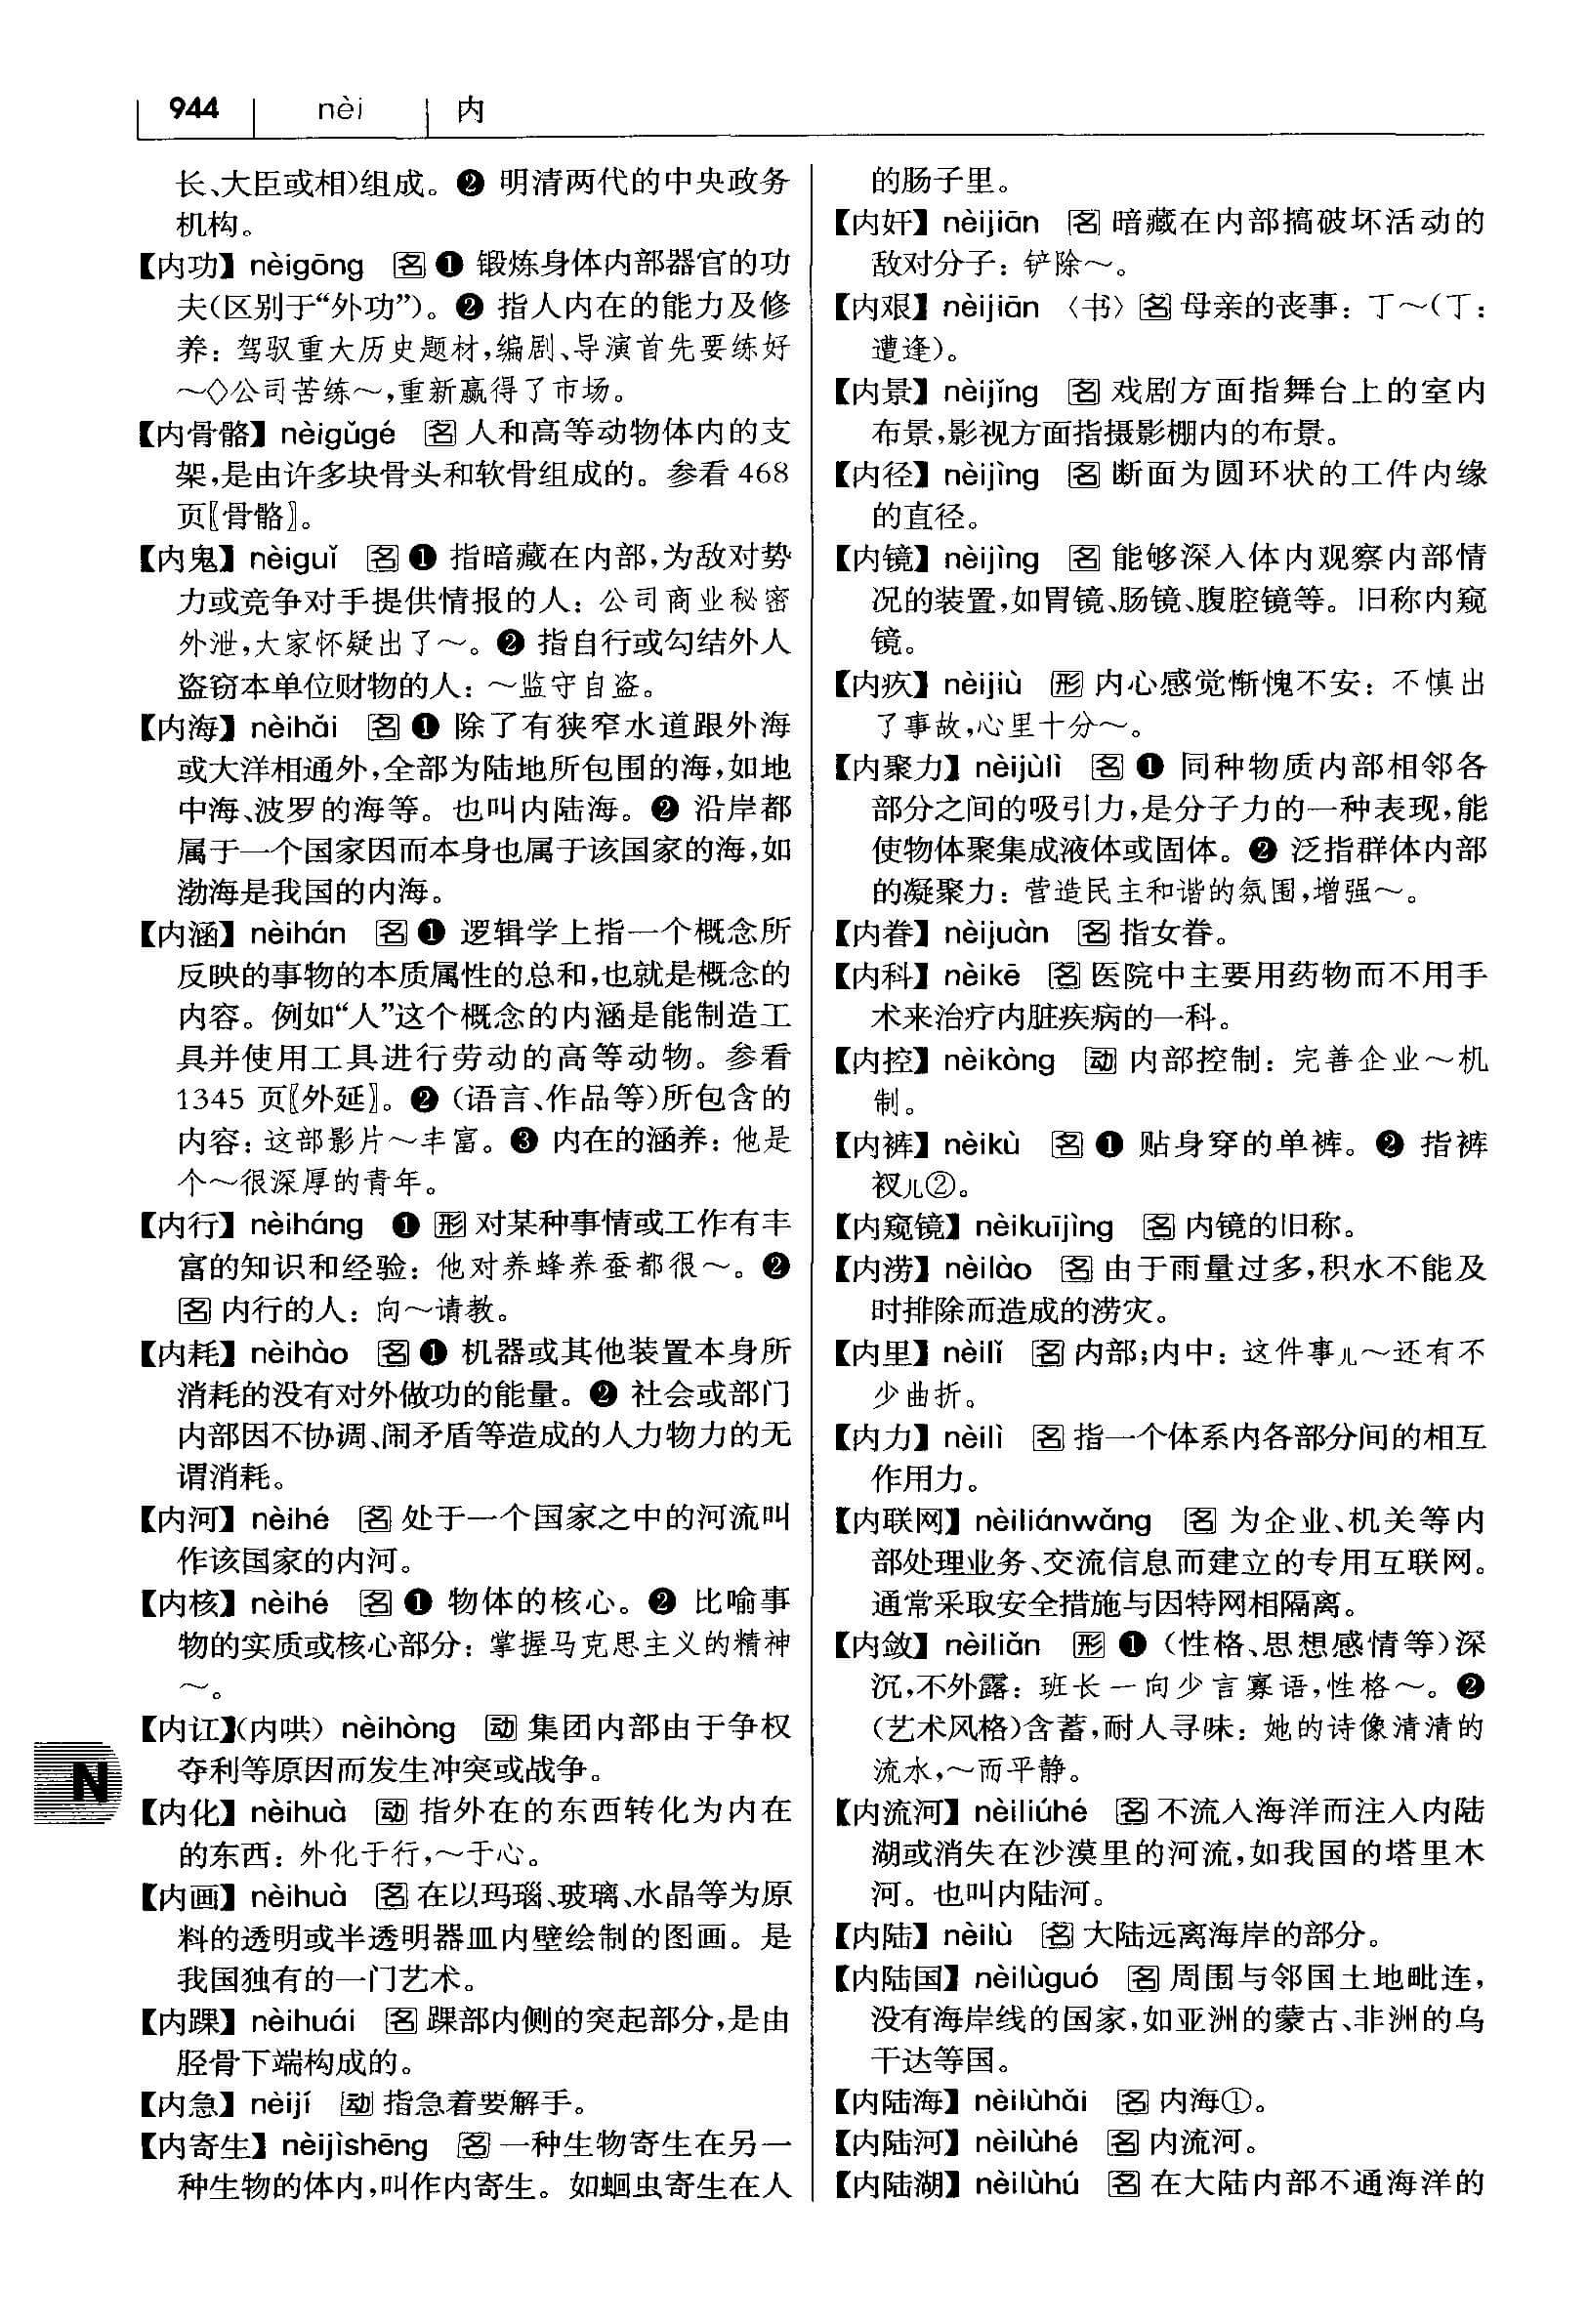 944 nèi 内
长、大臣或相)组成。❷ 明清两代的中央政务
机构。
【内功】nèigōng 名❶ 锻炼身体内部器官的功
夫(区别于“外功”)。❷ 指人内在的能力及修
养：驾驭重大历史题材,编剧、导演首先要练好
～◇公司苦练～,重新赢得了市场。
【内骨骼】nèigǔgé 名 人和高等动物体内的支
架,是由许多块骨头和软骨组成的。参看 468
页〖骨骼〗。
【内鬼】nèiguǐ 名❶ 指暗藏在内部,为敌对势
力或竞争对手提供情报的人：公司商业秘密
外泄,大家怀疑出了～。❷ 指自行或勾结外人
盗窃本单位财物的人：～监守自盗。
【内海】nèihǎi 名❶ 除了有狭窄水道跟外海
或大洋相通外,全部为陆地所包围的海,如地
中海、波罗的海等。也叫内陆海。❷ 沿岸都
属于一个国家因而本身也属于该国家的海,如
渤海是我国的内海。
【内涵】nèihán 名❶ 逻辑学上指一个概念所
反映的事物的本质属性的总和,也就是概念的
内容。例如“人”这个概念的内涵是能制造工
具并使用工具进行劳动的高等动物。参看
1345 页〖外延〗。❷ (语言、作品等)所包含的
内容：这部影片～丰富。❸ 内在的涵养：他是
个～很深厚的青年。
【内行】nèiháng ❶ 形 对某种事情或工作有丰
富的知识和经验：他对养蜂养蚕都很～。❷
名 内行的人：向～请教。
【内耗】nèihào 名❶ 机器或其他装置本身所
消耗的没有对外做功的能量。❷ 社会或部门
内部因不协调、闹矛盾等造成的人力物力的无
谓消耗。
【内河】nèihé 名 处于一个国家之中的河流叫
作该国家的内河。
【内核】nèihé 名❶ 物体的核心。❷ 比喻事
物的实质或核心部分：掌握马克思主义的精神
～。
【内讧】(内哄) nèihòng 动 集团内部由于争权
夺利等原因而发生冲突或战争。
【内化】nèihuà 动 指外在的东西转化为内在
的东西：外化于行,～于心。
【内画】nèihuà 名 在以玛瑙、玻璃、水晶等为原
料的透明或半透明器皿内壁绘制的图画。是
我国独有的一门艺术。
【内踝】nèihuái 名 踝部内侧的突起部分,是由
胫骨下端构成的。
【内急】nèijí 动 指急着要解手。
【内寄生】nèijìshēng 名 一种生物寄生在另一
种生物的体内,叫作内寄生。如蛔虫寄生在人
N
的肠子里。
【内奸】nèijiān 名 暗藏在内部搞破坏活动的
敌对分子：铲除～。
【内艰】nèijiān 〈书〉名 母亲的丧事：丁～(丁：
遭逢)。
【内景】nèijǐng 名 戏剧方面指舞台上的室内
布景,影视方面指摄影棚内的布景。
【内径】nèijìng 名 断面为圆环状的工件内缘
的直径。
【内镜】nèijìng 名 能够深入体内观察内部情
况的装置,如胃镜、肠镜、腹腔镜等。旧称内窥
镜。
【内疚】nèijiù 形 内心感觉惭愧不安：不慎出
了事故,心里十分～。
【内聚力】nèijùlì 名❶ 同种物质内部相邻各
部分之间的吸引力,是分子力的一种表现,能
使物体聚集成液体或固体。❷ 泛指群体内部
的凝聚力：营造民主和谐的氛围,增强～。
【内眷】nèijuàn 名 指女眷。
【内科】nèikē 名 医院中主要用药物而不用手
术来治疗内脏疾病的一科。
【内控】nèikòng 动 内部控制：完善企业～机
制。
【内裤】nèikù 名❶ 贴身穿的单裤。❷ 指裤
衩儿②。
【内窥镜】nèikuījìng 名 内镜的旧称。
【内涝】nèilào 名 由于雨量过多,积水不能及
时排除而造成的涝灾。
【内里】nèilǐ 名 内部;内中：这件事儿～还有不
少曲折。
【内力】nèilì 名 指一个体系内各部分间的相互
作用力。
【内联网】nèiliánwǎng 名 为企业、机关等内
部处理业务、交流信息而建立的专用互联网。
通常采取安全措施与因特网相隔离。
【内敛】nèiliǎn 形❶ (性格、思想感情等)深
沉,不外露：班长一向少言寡语,性格～。❷
(艺术风格)含蓄,耐人寻味：她的诗像清清的
流水,～而平静。
【内流河】nèiliúhé 名 不流入海洋而注入内陆
湖或消失在沙漠里的河流,如我国的塔里木
河。也叫内陆河。
【内陆】nèilù 名 大陆远离海岸的部分。
【内陆国】nèilùguó 名 周围与邻国土地毗连,
没有海岸线的国家,如亚洲的蒙古、非洲的乌
干达等国。
【内陆海】nèilùhǎi 名 内海①。
【内陆河】nèilùhé 名 内流河。
【内陆湖】nèilùhú 名 在大陆内部不通海洋的